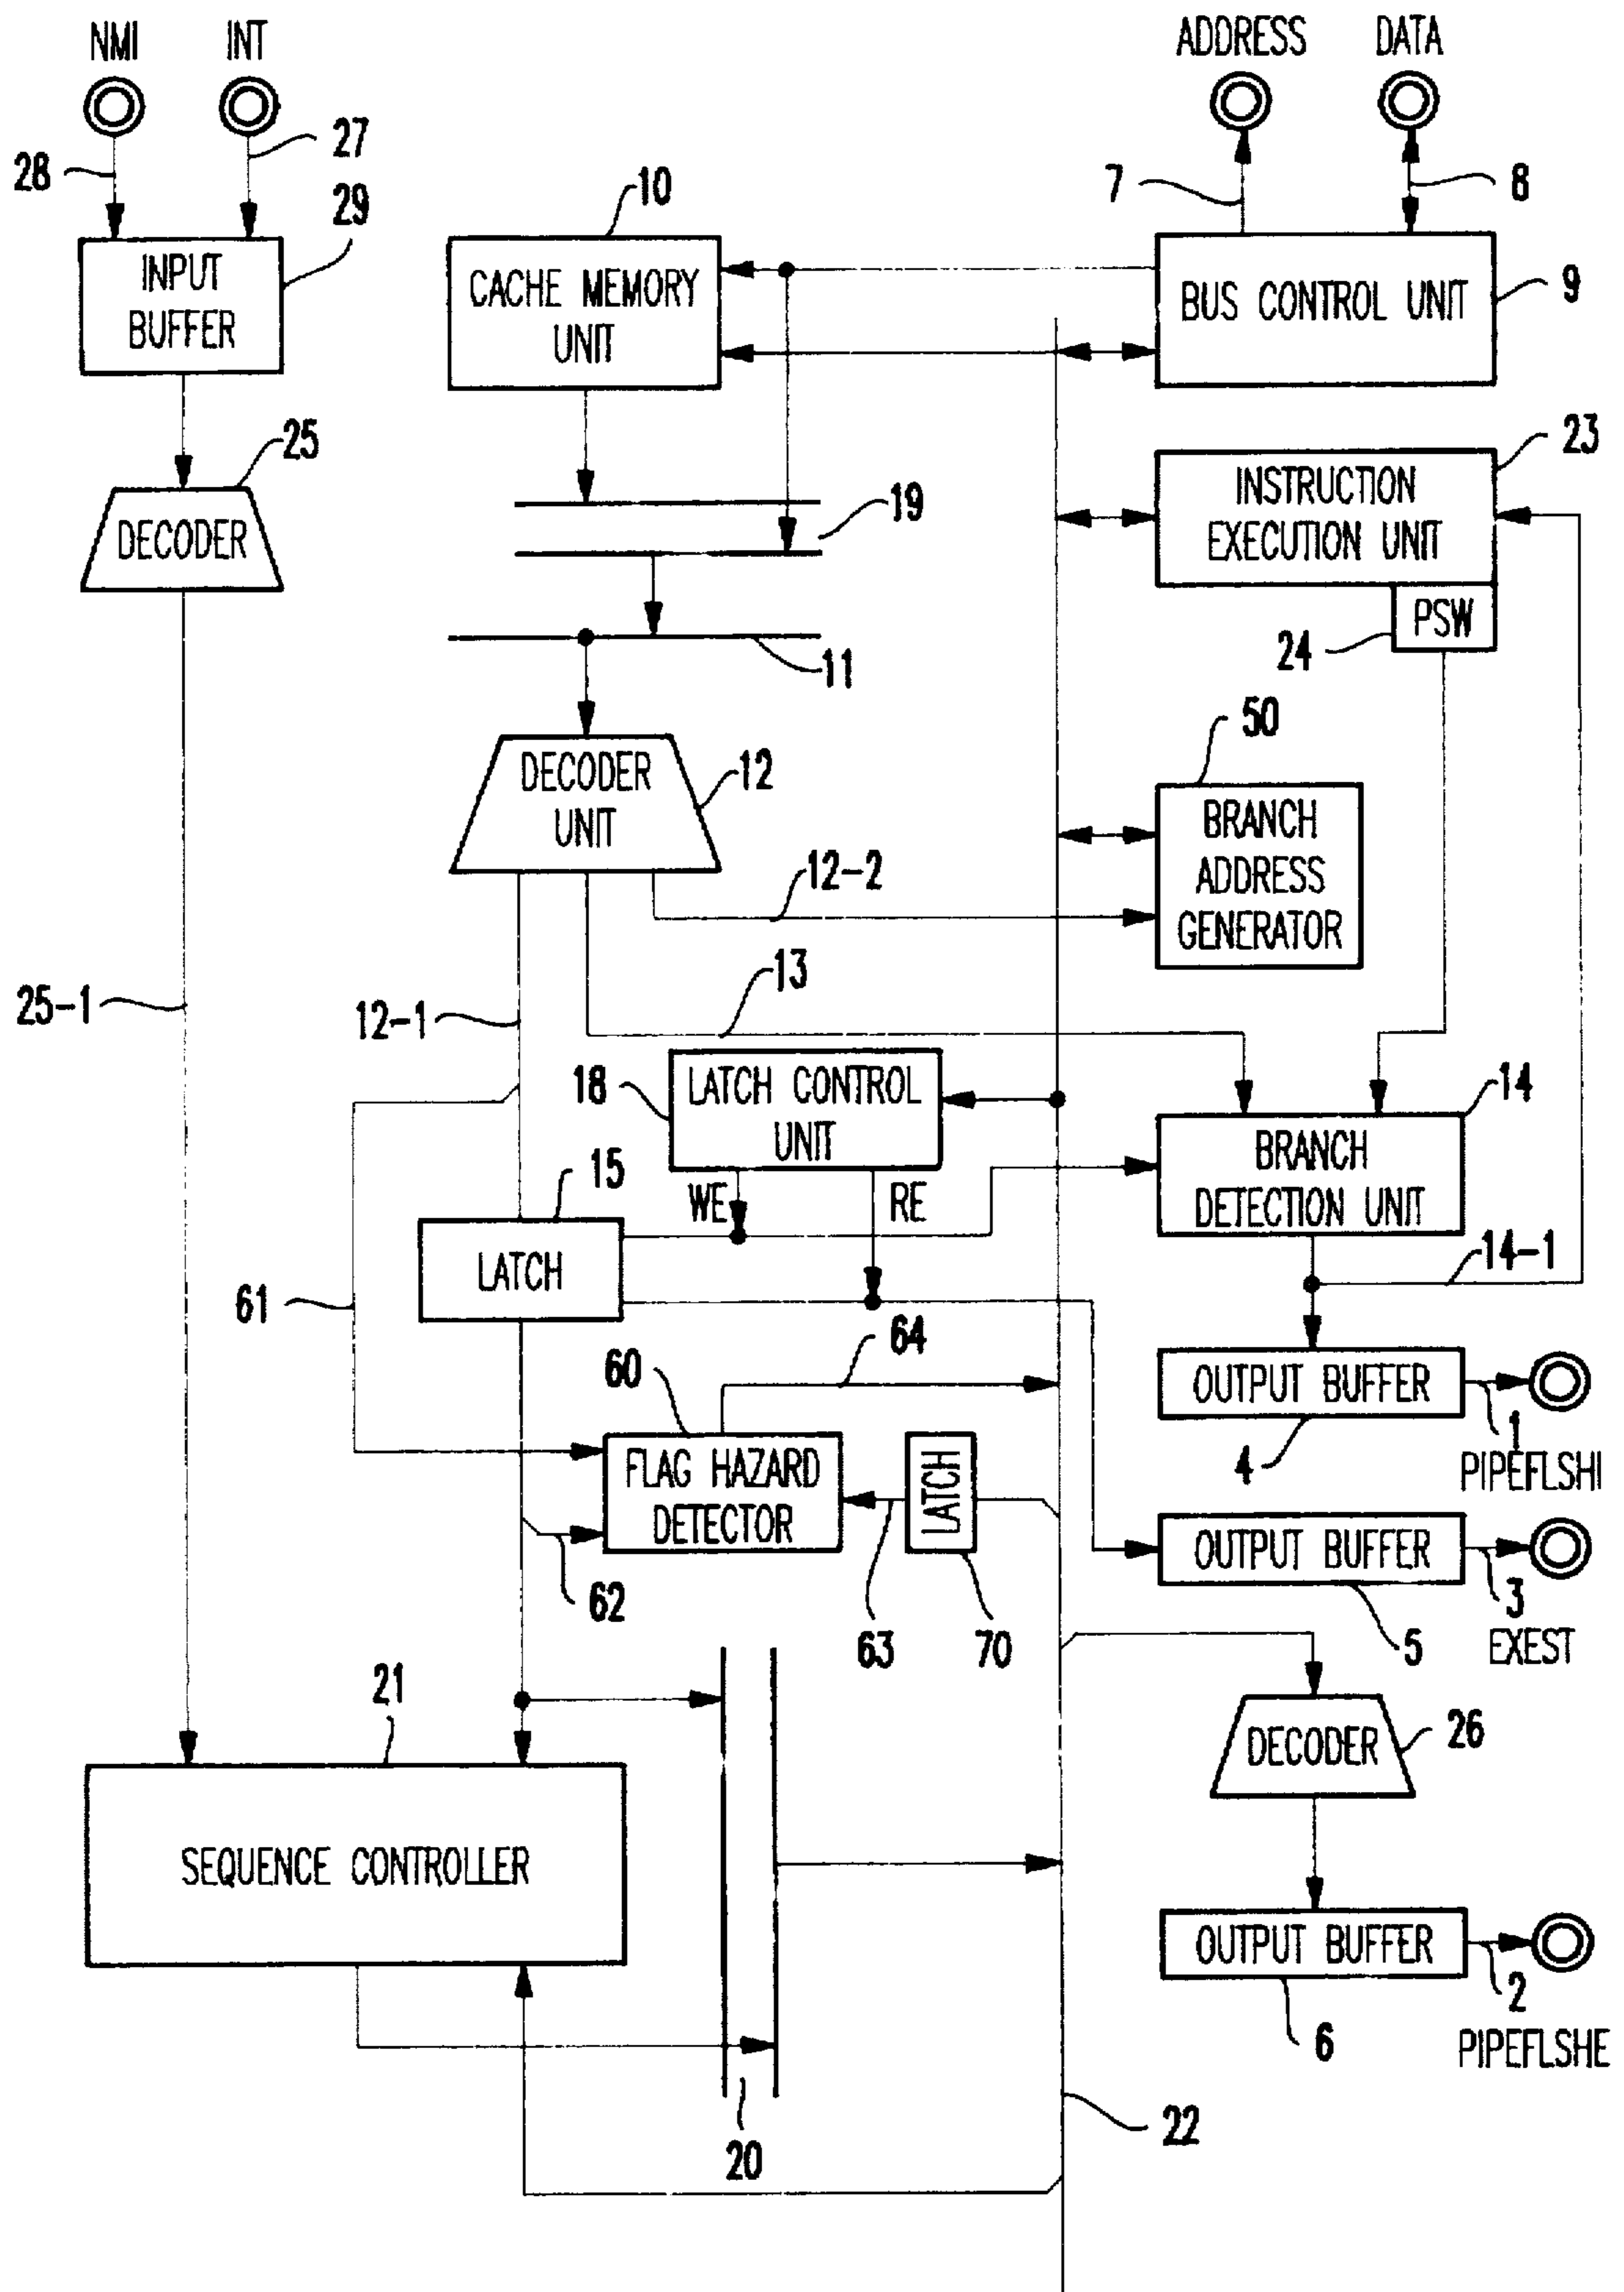 NMI
INT
ADDRESS
DATA
28
27
29
10
7
8
INPUT
BUFFER
CACHE MEMORY
UNIT
BUS CONTROL UNIT
9
25
DECODER
19
INSTRUCTION
EXECUTION UNIT
23
PSW
24
11
DECODER
UNIT
12
50
BRANCH
ADDRESS
GENERATOR
12-2
13
25-1
12-1
18
LATCH CONTROL
UNIT
14
BRANCH
DETECTION UNIT
15
WE
RE
LATCH
14-1
61
64
60
OUTPUT BUFFER
1
4
PIPEFLSHI
FLAG HAZARD
DETECTOR
LATCH
OUTPUT BUFFER
3
62
63
70
5
EXEST
21
DECODER
26
SEQUENCE CONTROLLER
OUTPUT BUFFER
2
6
PIPEFLSHE
20
22